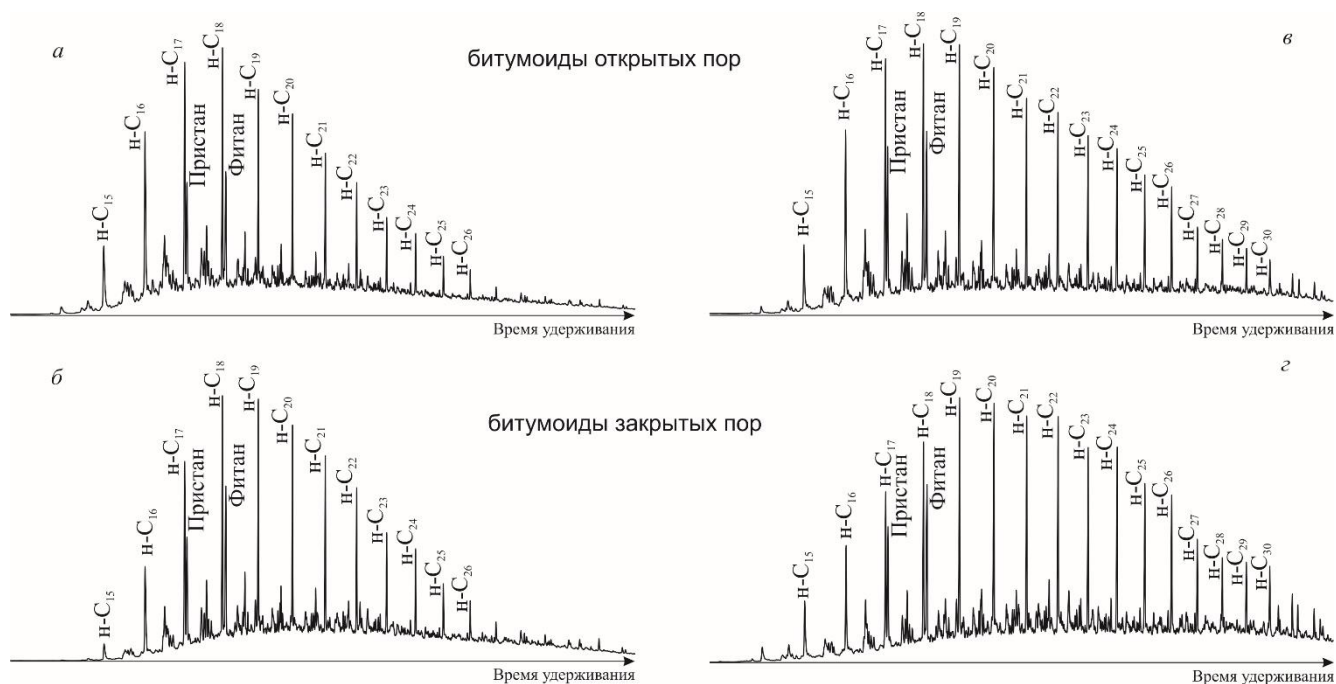 а
битумоиды открытых пор
в
н-C15
н-C16
н-C17
Пристан
н-C18
Фитан
н-C19
н-C20
н-C21
н-C22
н-C23
н-C24
н-C25
н-C26
Время удерживания
н-C15
н-C16
н-C17
Пристан
н-C18
Фитан
н-C19
н-C20
н-C21
н-C22
н-C23
н-C24
н-C25
н-C26
н-C27
н-C28
н-C29
н-C30
Время удерживания
б
битумоиды закрытых пор
г
н-C15
н-C16
н-C17
Пристан
н-C18
Фитан
н-C19
н-C20
н-C21
н-C22
н-C23
н-C24
н-C25
н-C26
Время удерживания
н-C15
н-C16
н-C17
Пристан
н-C18
Фитан
н-C19
н-C20
н-C21
н-C22
н-C23
н-C24
н-C25
н-C26
н-C27
н-C28
н-C29
н-C30
Время удерживания